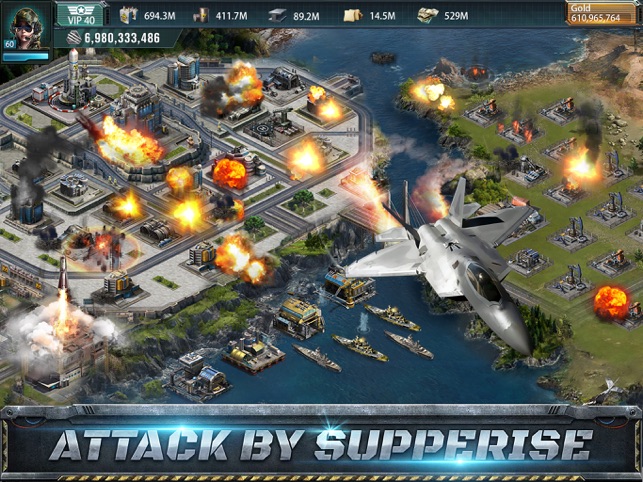 VIP 40
694.3M
411.7M
89.2M
14.5M
529M
Gold
610,965,764
60
6,980,333,486
ATTACK BY SUPPERISE